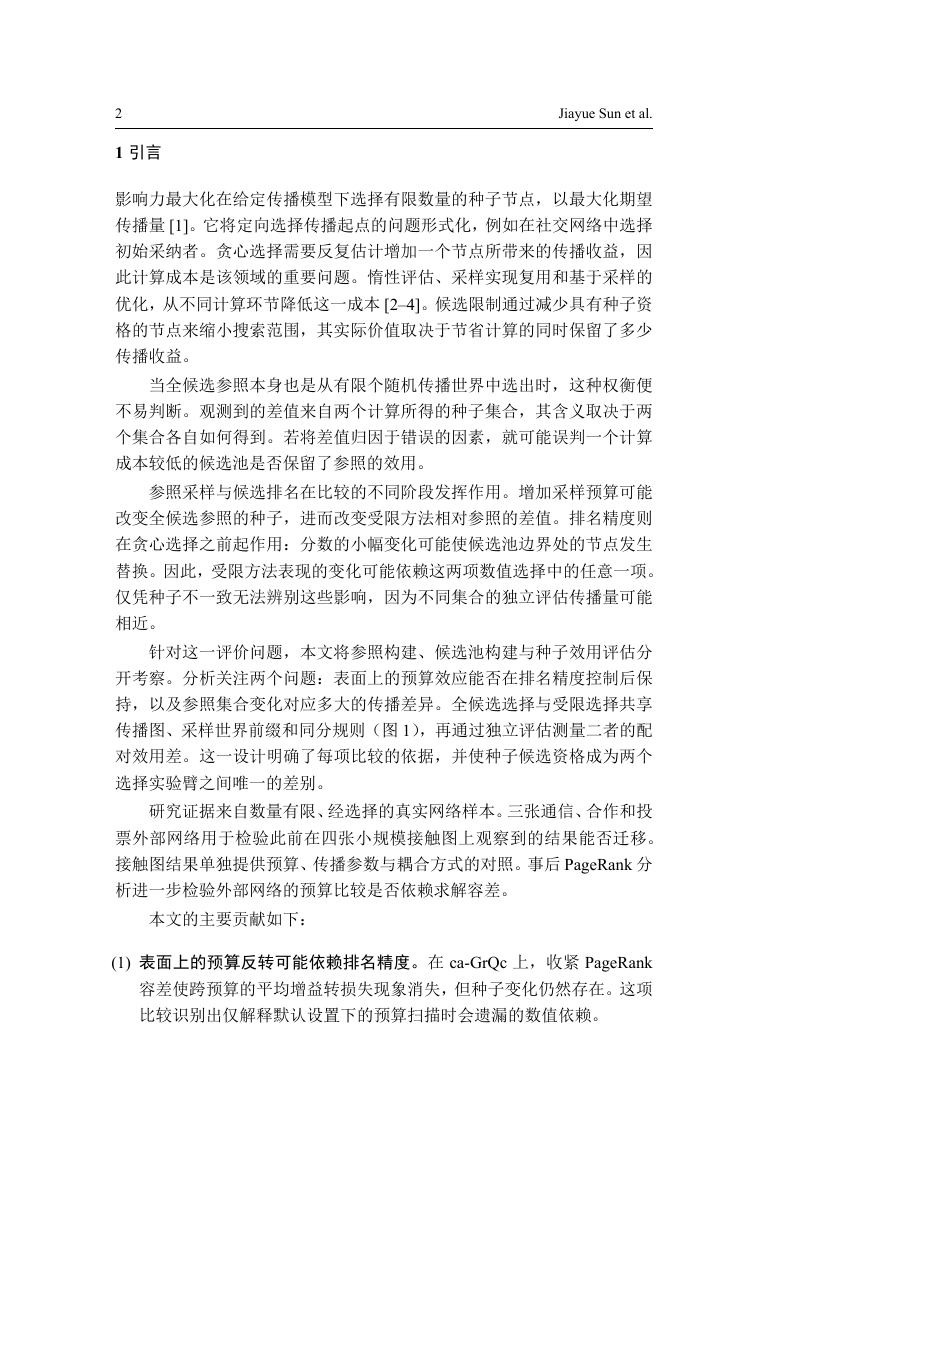 2
Jiayue Sun et al.
1 引言
影响力最大化在给定传播模型下选择有限数量的种子节点，以最大化期望
传播量 [1]。它将定向选择传播起点的问题形式化，例如在社交网络中选择
初始采纳者。贪心选择需要反复估计增加一个节点所带来的传播收益，因
此计算成本是该领域的重要问题。惰性评估、采样实现复用和基于采样的
优化，从不同计算环节降低这一成本 [2–4]。候选限制通过减少具有种子资
格的节点来缩小搜索范围，其实际价值取决于节省计算的同时保留了多少
传播收益。
当全候选参照本身也是从有限个随机传播世界中选出时，这种权衡便
不易判断。观测到的差值来自两个计算所得的种子集合，其含义取决于两
个集合各自如何得到。若将差值归因于错误的因素，就可能误判一个计算
成本较低的候选池是否保留了参照的效用。
参照采样与候选排名在比较的不同阶段发挥作用。增加采样预算可能
改变全候选参照的种子，进而改变受限方法相对参照的差值。排名精度则
在贪心选择之前起作用：分数的小幅变化可能使候选池边界处的节点发生
替换。因此，受限方法表现的变化可能依赖这两项数值选择中的任意一项。
仅凭种子不一致无法辨别这些影响，因为不同集合的独立评估传播量可能
相近。
针对这一评价问题，本文将参照构建、候选池构建与种子效用评估分
开考察。分析关注两个问题：表面上的预算效应能否在排名精度控制后保
持，以及参照集合变化对应多大的传播差异。全候选选择与受限选择共享
传播图、采样世界前缀和同分规则（图 1），再通过独立评估测量二者的配
对效用差。这一设计明确了每项比较的依据，并使种子候选资格成为两个
选择实验臂之间唯一的差别。
研究证据来自数量有限、经选择的真实网络样本。三张通信、合作和投
票外部网络用于检验此前在四张小规模接触图上观察到的结果能否迁移。
接触图结果单独提供预算、传播参数与耦合方式的对照。事后 PageRank 分
析进一步检验外部网络的预算比较是否依赖求解容差。
本文的主要贡献如下：
(1) 表面上的预算反转可能依赖排名精度。在 ca-GrQc 上，收紧 PageRank
容差使跨预算的平均增益转损失现象消失，但种子变化仍然存在。这项
比较识别出仅解释默认设置下的预算扫描时会遗漏的数值依赖。